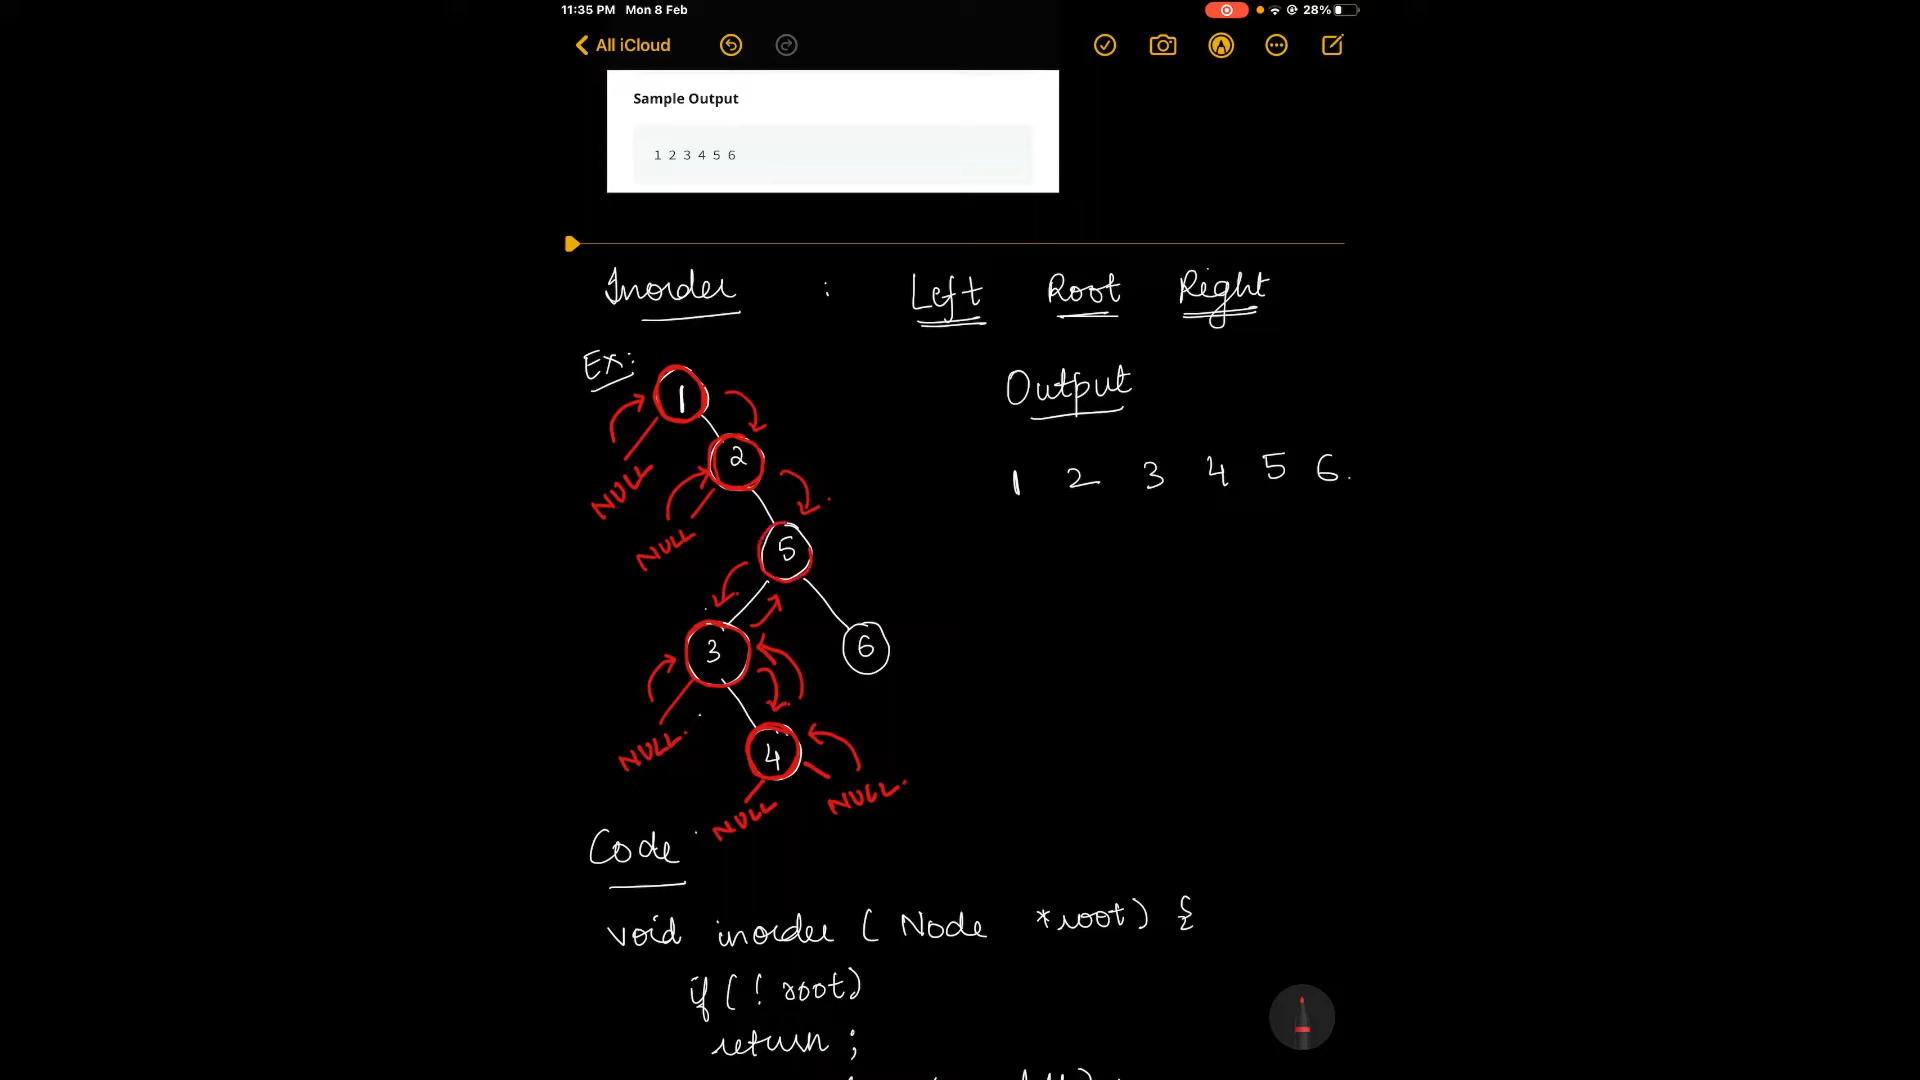 11:35 PM Mon 8 Feb 28%
All iCloud
Sample Output
1 2 3 4 5 6
Inorder : Left Root Right
Ex:
Output
1
NULL
2
1 2 3 4 5 6.
NULL
5
3
6
NULL.
4
NULL
NULL.
Code
void inorder ( Node *root) {
if ( ! root)
return ;